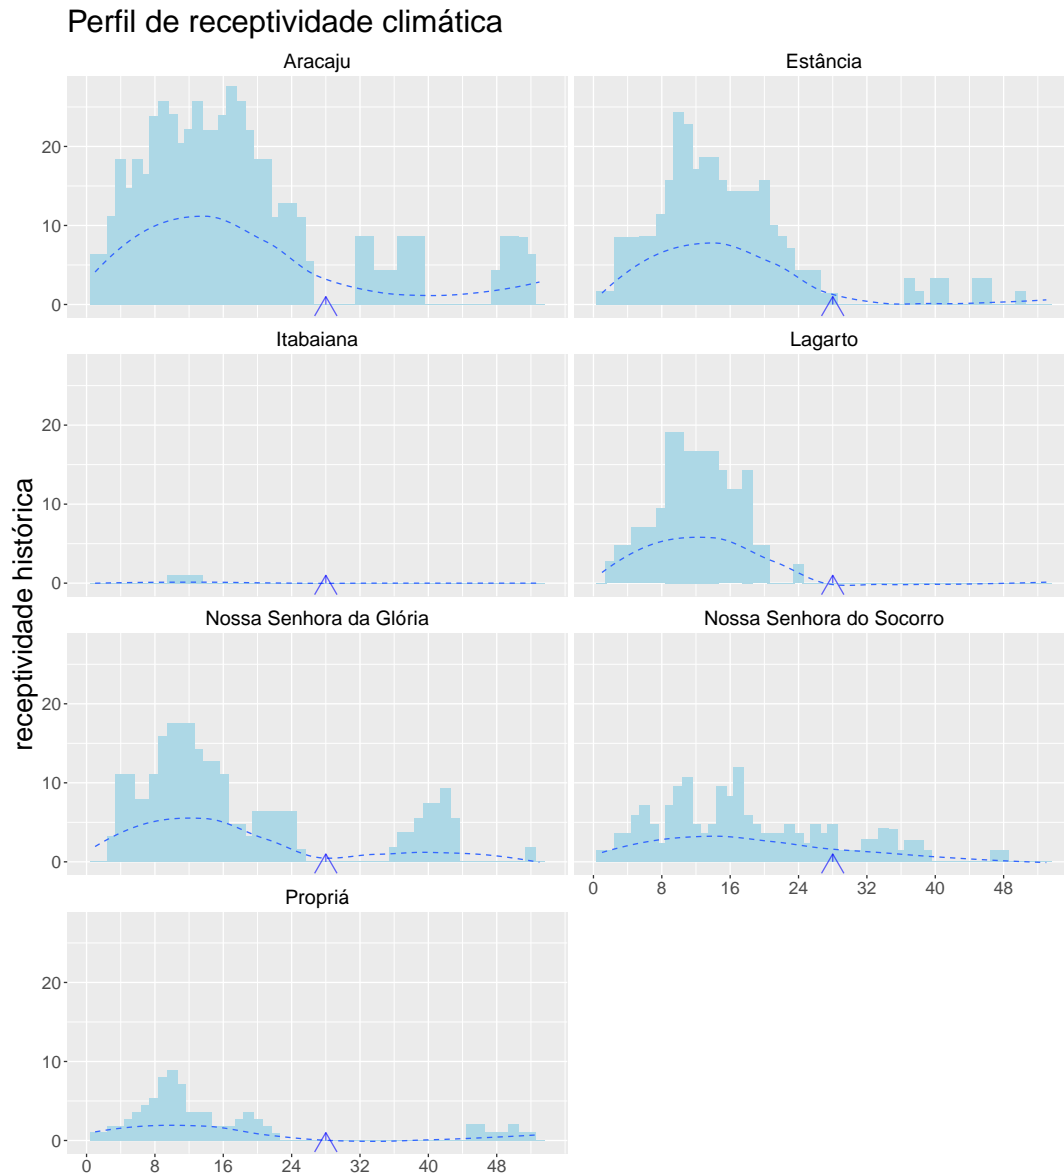 Perfil de receptividade climática
Aracaju
Estância
20
10
0
Itabaiana
Lagarto
20
10
0
receptividade histórica
Nossa Senhora da Glória
Nossa Senhora do Socorro
20
10
0
0 8 16 24 32 40 48
Propriá
20
10
0
0 8 16 24 32 40 48